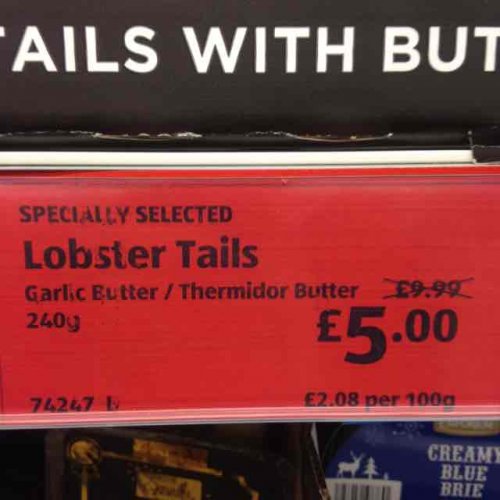 TAILS WITH BUT
SPECIALLY SELECTED
Lobster Tails
Garlic Butter / Thermidor Butter £9.99
240g £5.00
74247 £2.08 per 100g
CREAMY
BLUE
BRIE